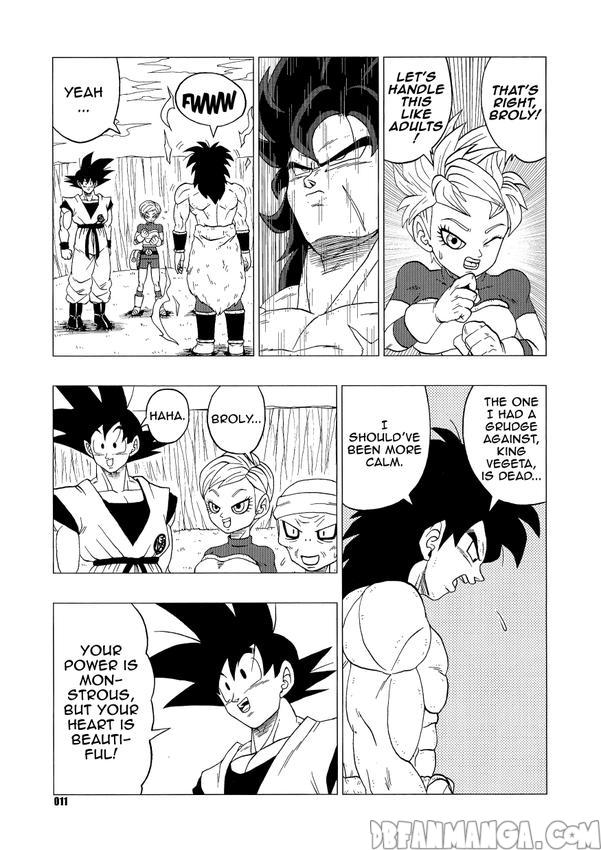 THAT'S
RIGHT,
BROLY!
LET'S
HANDLE
THIS
LIKE
ADULTS
!
FWWW
YEAH
...
THE ONE
I HAD A
GRUDGE
AGAINST,
KING
VEGETA,
IS DEAD...
I
SHOULD'VE
BEEN MORE
CALM.
BROLY...
HAHA.
YOUR
POWER IS
MON-
STROUS,
BUT YOUR
HEART IS
BEAUTI-
FUL!
011
DBFANMANGA.COM